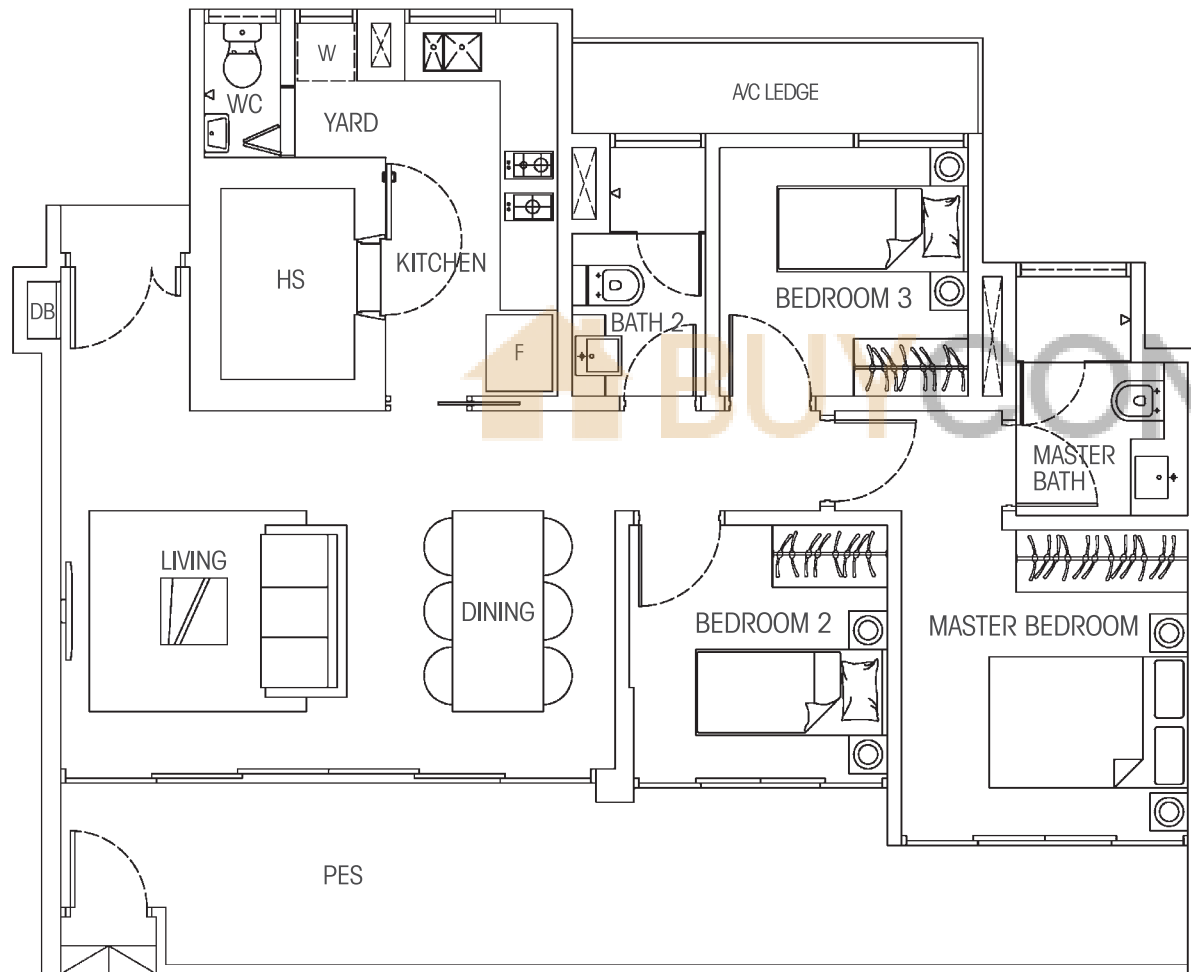 W
WC
YARD
A/C LEDGE
HS
KITCHEN
DB
BATH 2
BEDROOM 3
F
BUYCON
MASTER
BATH
LIVING
DINING
BEDROOM 2
MASTER BEDROOM
PES